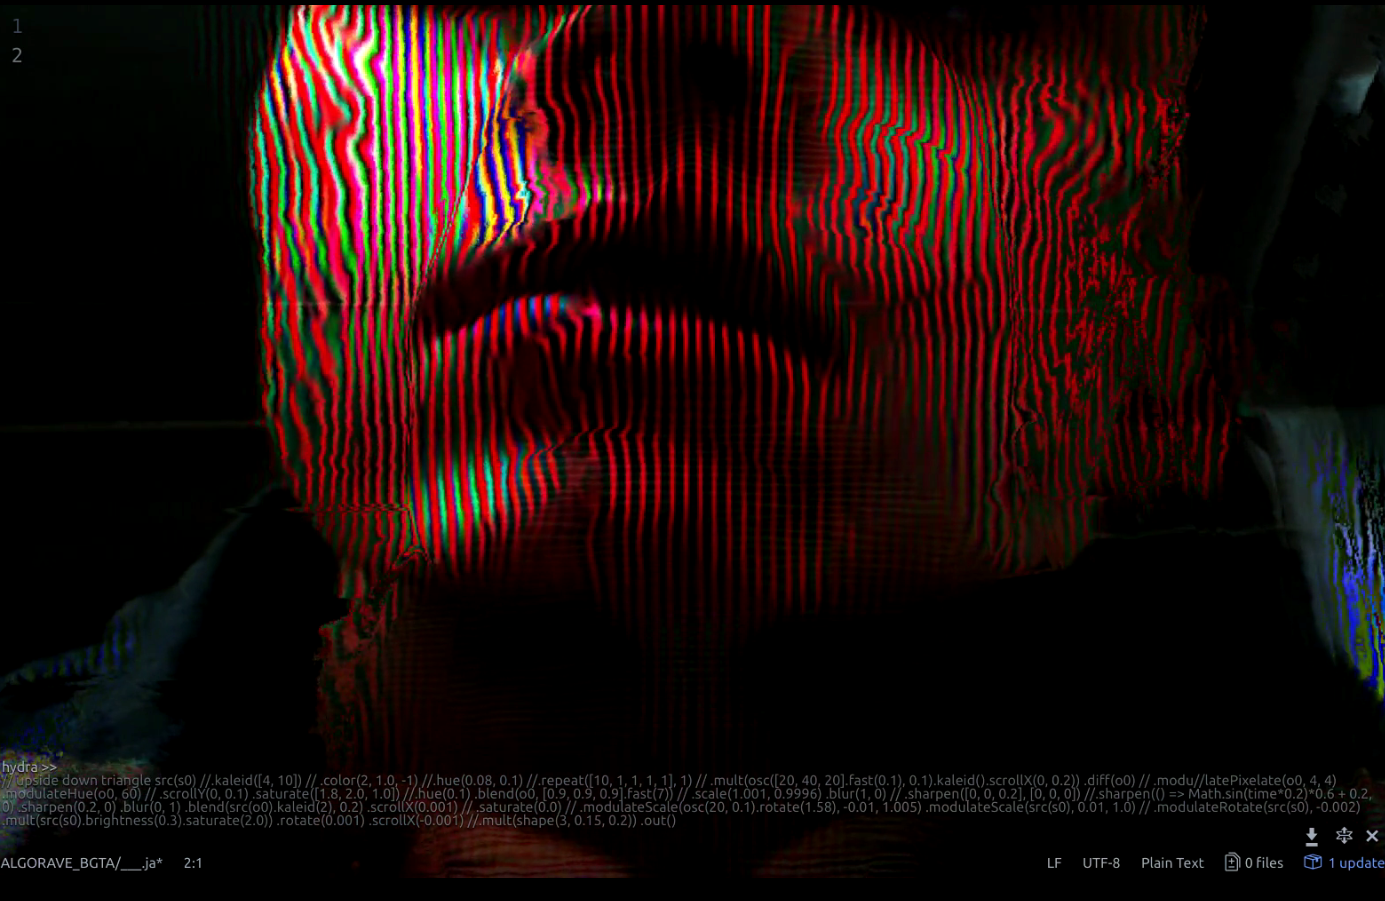 1
2
hydra >>
// upside down triangle src(s0) //.kaleid([4, 10]) // .color(2, 1.0, -1) //.hue(0.08, 0.1) //.repeat([10, 1, 1, 1, 1], 1) // .mult(osc([20, 40, 20].fast(0.1), 0.1).kaleid().scrollX(0, 0.2)) .diff(o0) // .modu//latePixelate(o0, 4, 4)
.modulateHue(o0, 60) // .scrollY(0, 0.1) .saturate([1.8, 2.0, 1.0]) //.hue(0.1) .blend(o0, [0.9, 0.9, 0.9].fast(7)) // .scale(1.001, 0.9996) .blur(1, 0) // .sharpen([0, 0, 0.2], [0, 0, 0]) //.sharpen(() => Math.sin(time*0.2)*0.6 + 0.2,
0) .sharpen(0.2, 0) .blur(0, 1) .blend(src(o0).kaleid(2), 0.2) .scrollX(0.001) // .saturate(0.0) // .modulateScale(osc(20, 0.1).rotate(1.58), -0.01, 1.005) .modulateScale(src(s0), 0.01, 1.0) // .modulateRotate(src(s0), -0.002)
.mult(src(s0).brightness(0.3).saturate(2.0)) .rotate(0.001) .scrollX(-0.001) //.mult(shape(3, 0.15, 0.2)) .out()
ALGORAVE_BGTA/___.ja* 2:1 LF UTF-8 Plain Text 0 files 1 update